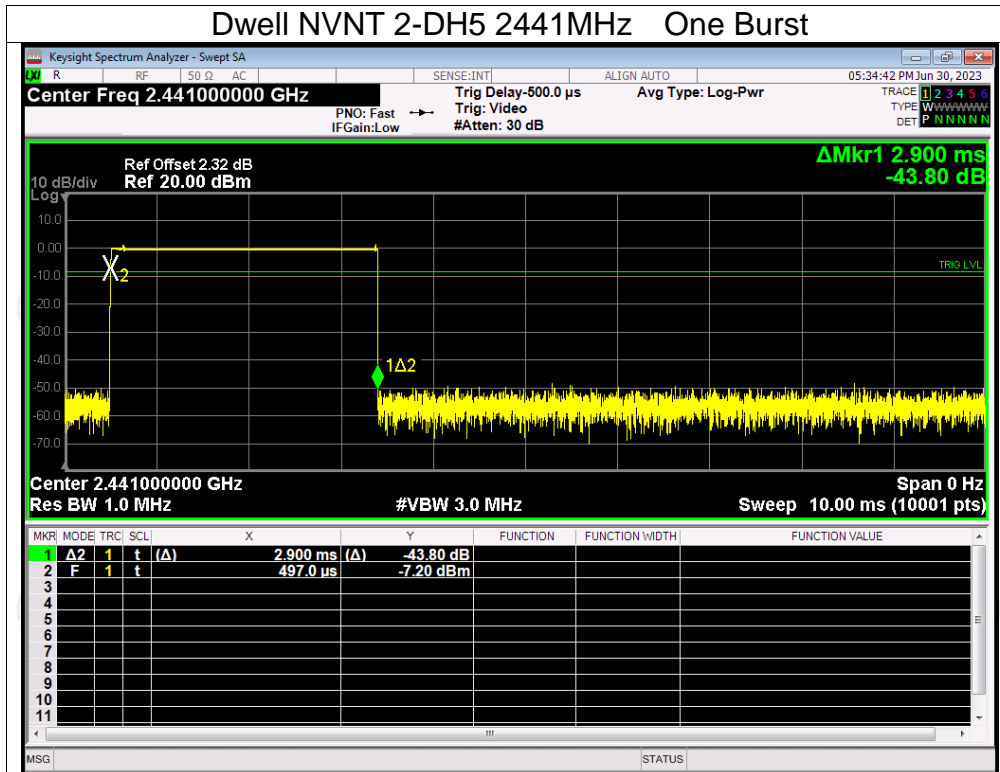 Dwell NVNT 2-DH5 2441MHz One Burst
Keysight Spectrum Analyzer - Swept SA
LXI R RF 50 Ω AC SENSE:INT ALIGN AUTO 05:34:42 PM Jun 30, 2023
Center Freq 2.441000000 GHz Trig Delay-500.0 µs Avg Type: Log-Pwr TRACE 1 2 3 4 5 6
PNO: Fast Trig: Video TYPE WWWWWW
IFGain:Low #Atten: 30 dB DET P N N N N N
ΔMkr1 2.900 ms
-43.80 dB
Ref Offset 2.32 dB
10 dB/div Ref 20.00 dBm
Log
10.0
0.00
-10.0
-20.0
-30.0
-40.0
-50.0
-60.0
-70.0
X2
TRIG LVL
1Δ2
Center 2.441000000 GHz Span 0 Hz
Res BW 1.0 MHz #VBW 3.0 MHz Sweep 10.00 ms (10001 pts)
MKR MODE TRC SCL X Y FUNCTION FUNCTION WIDTH FUNCTION VALUE
1 Δ2 1 t (Δ) 2.900 ms (Δ) -43.80 dB
2 F 1 t 497.0 µs -7.20 dBm
3
4
5
6
7
8
9
10
11
MSG STATUS